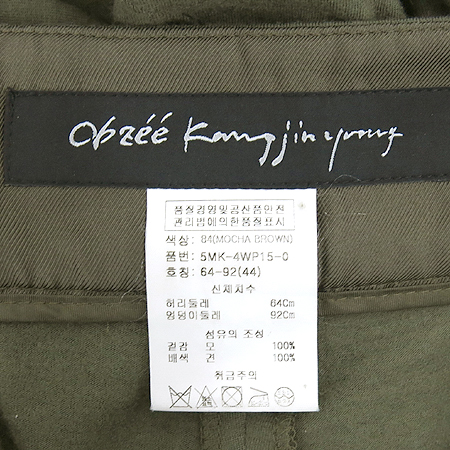 Obzéé Kangjinyoung
품질경영및공산품안전
관리법에의한품질표시
색상: 84(MOCHA BROWN)
품번: 5MK-4WP15-0
호칭: 64-92(44)
신체치수
허리둘레 64Cm
엉덩이둘레 92Cm
섬유의 조성
겉감 모 100%
배색 견 100%
취급주의